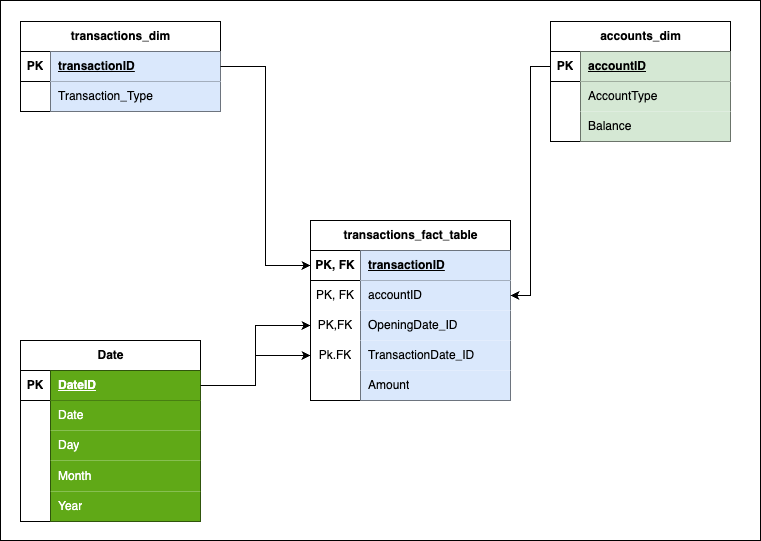 transactions_dim
PK transactionID
Transaction_Type
accounts_dim
PK accountID
AccountType
Balance
transactions_fact_table
PK, FK transactionID
PK, FK accountID
PK,FK OpeningDate_ID
Pk.FK TransactionDate_ID
Amount
Date
PK DateID
Date
Day
Month
Year